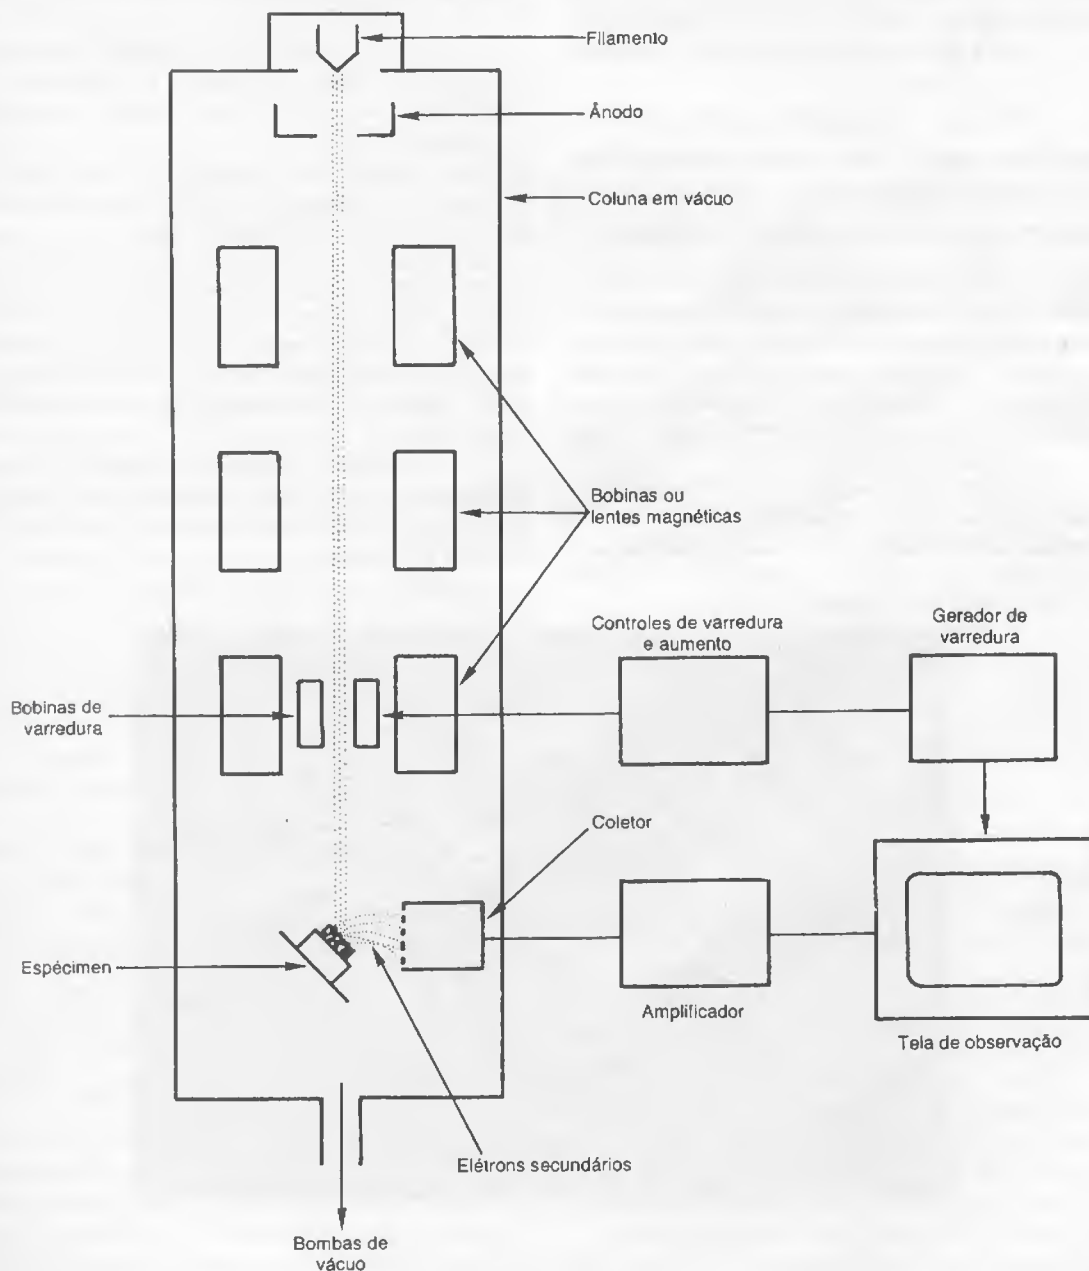 Filamento
Ânodo
Coluna em vácuo
Bobinas ou
lentes magnéticas
Controles de varredura
e aumento
Gerador de
varredura
Bobinas de
varredura
Coletor
Espécimen
Amplificador
Tela de observação
Elétrons secundários
Bombas de
vácuo